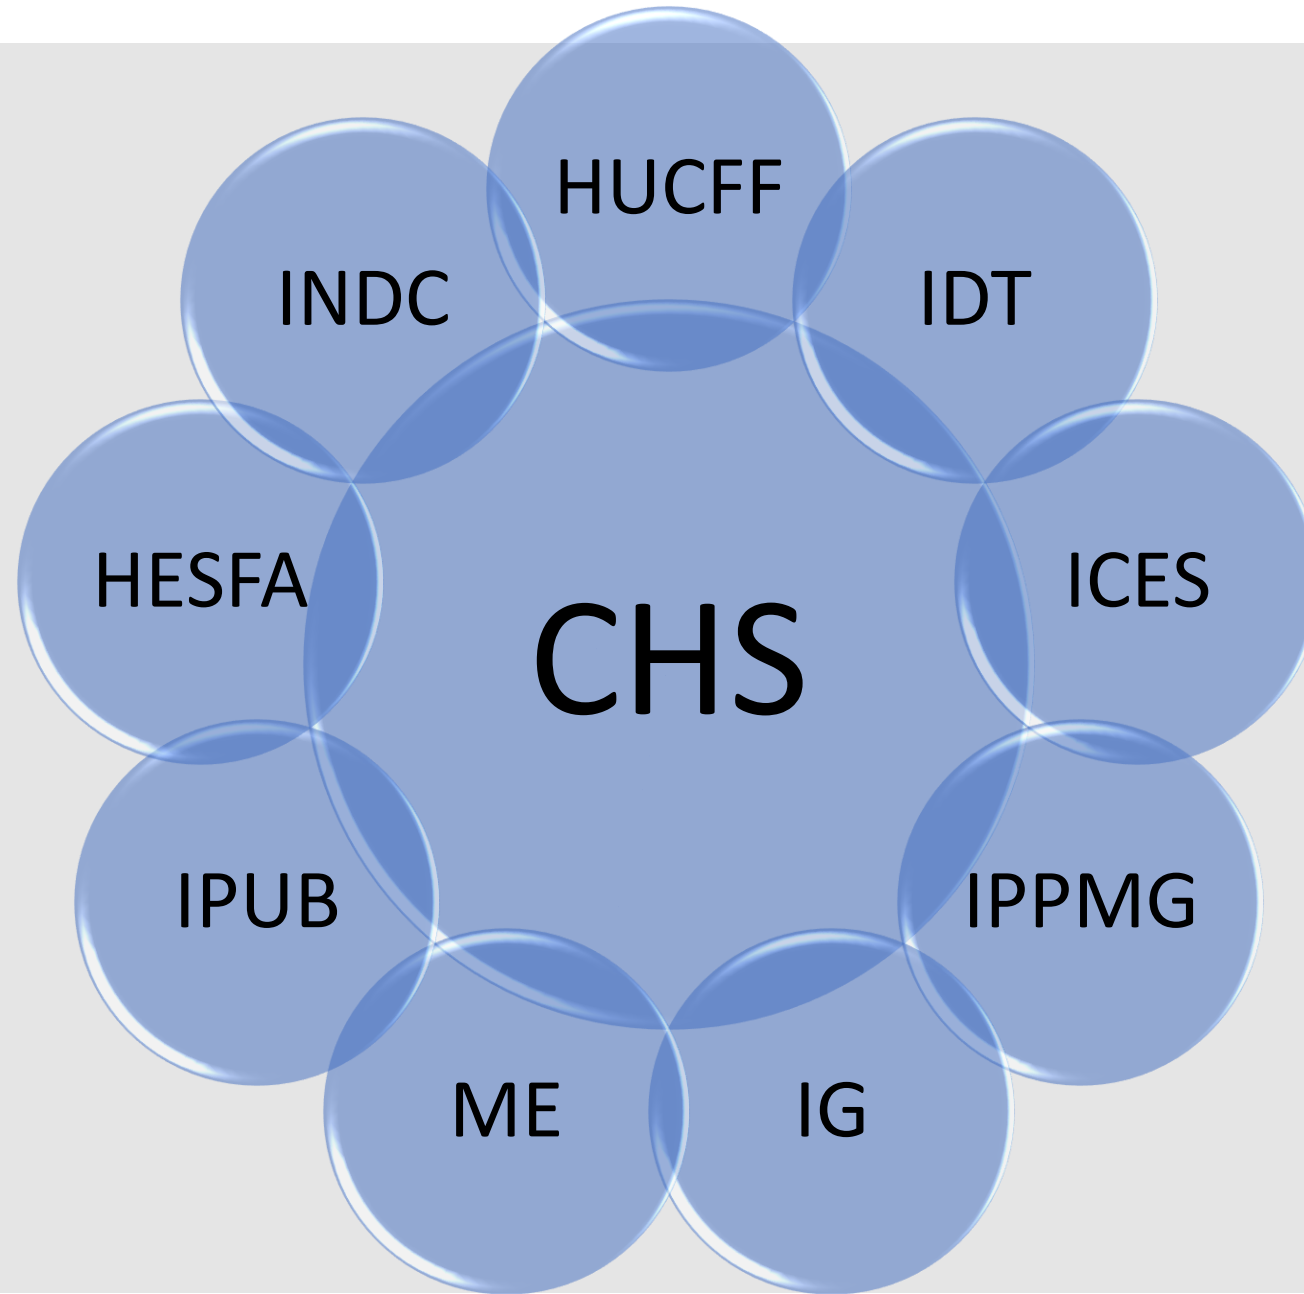 HUCFF
INDC
IDT
HESFA
ICES
CHS
IPUB
IPPMG
ME
IG